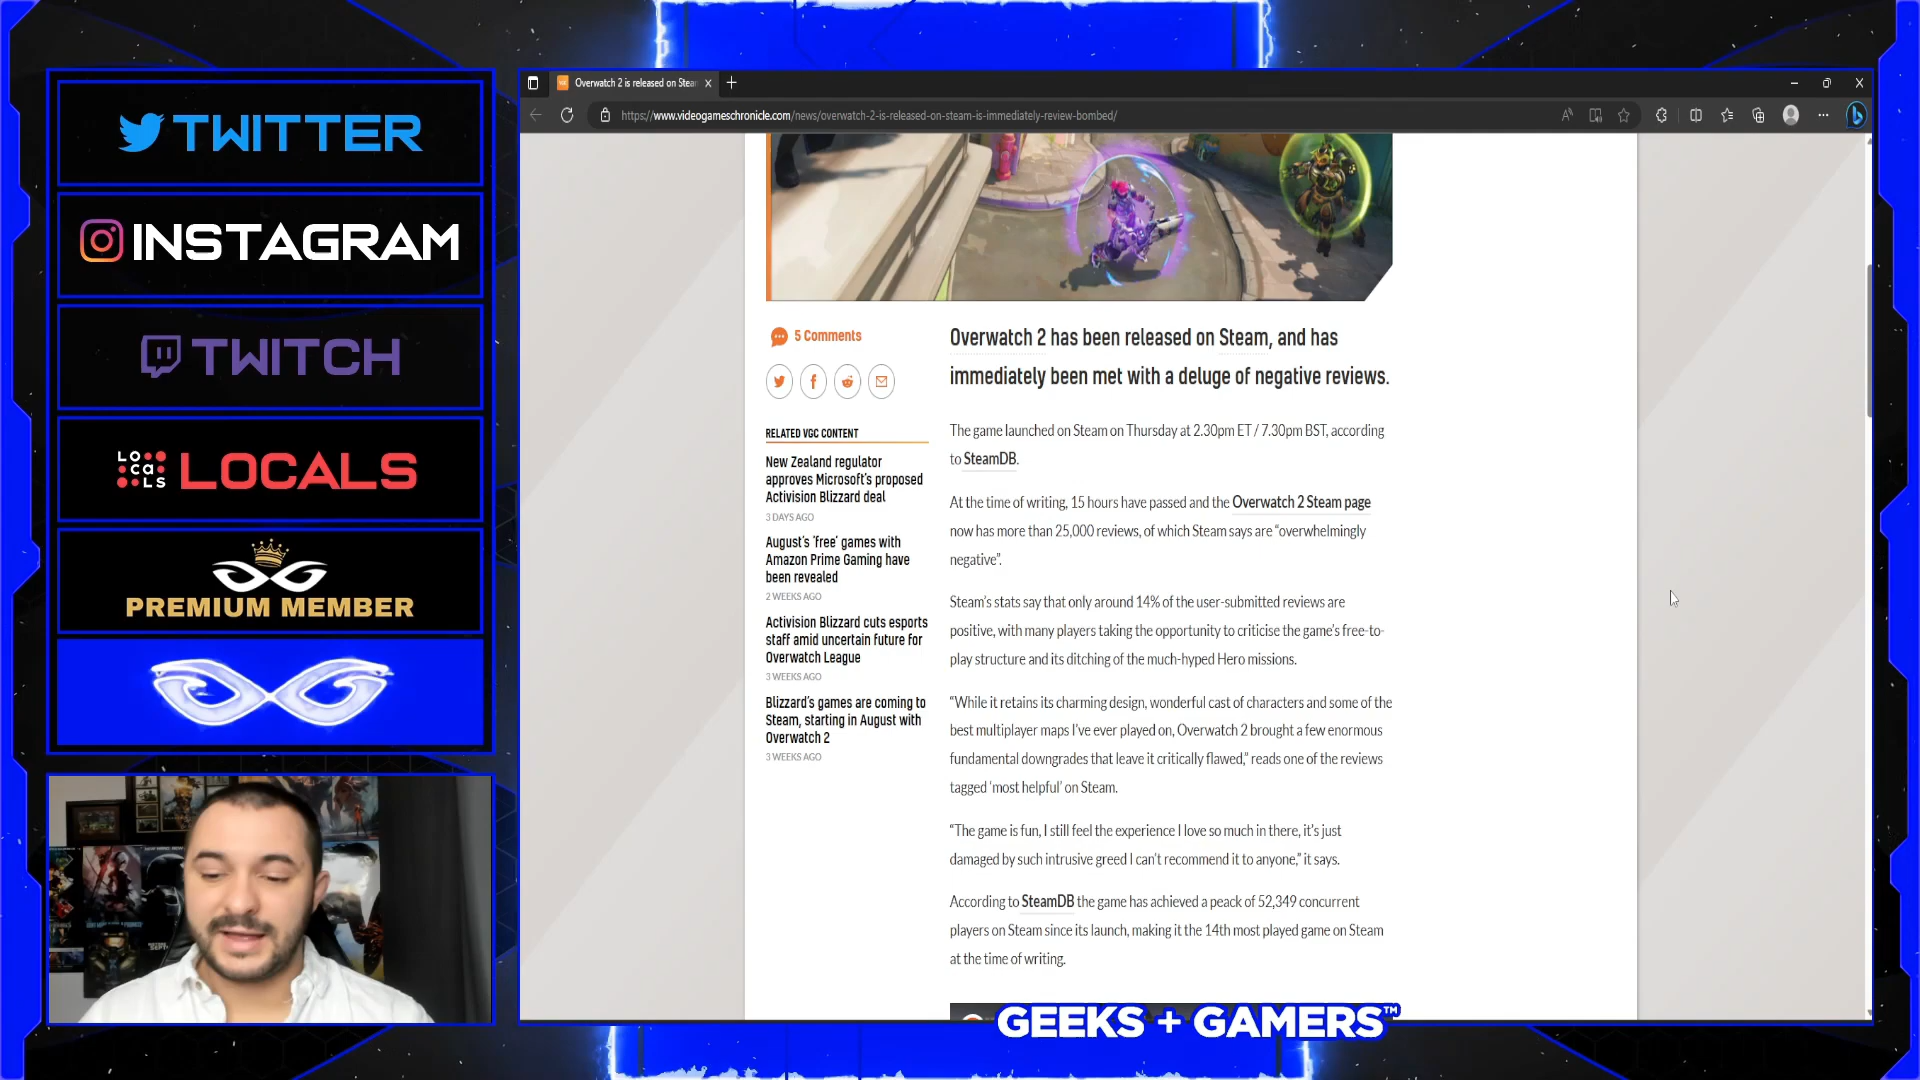 TWITTER
INSTAGRAM
TWITCH
LOCALS
LOCALS
PREMIUM MEMBER
Overwatch 2 is released on Stea
https://www.videogameschronicle.com/news/overwatch-2-is-released-on-steam-is-immediately-review-bombed/
5 Comments
RELATED VGC CONTENT
New Zealand regulator
approves Microsoft's proposed
Activision Blizzard deal
3 DAYS AGO
August's 'free' games with
Amazon Prime Gaming have
been revealed
2 WEEKS AGO
Activision Blizzard cuts esports
staff amid uncertain future for
Overwatch League
3 WEEKS AGO
Blizzard's games are coming to
Steam, starting in August with
Overwatch 2
3 WEEKS AGO
Overwatch 2 has been released on Steam, and has
immediately been met with a deluge of negative reviews.
The game launched on Steam on Thursday at 2.30pm ET / 7.30pm BST, according
to SteamDB.
At the time of writing, 15 hours have passed and the Overwatch 2 Steam page
now has more than 25,000 reviews, of which Steam says are “overwhelmingly
negative”.
Steam's stats say that only around 14% of the user-submitted reviews are
positive, with many players taking the opportunity to criticise the game's free-to-
play structure and its ditching of the much-hyped Hero missions.
“While it retains its charming design, wonderful cast of characters and some of the
best multiplayer maps I've ever played on, Overwatch 2 brought a few enormous
fundamental downgrades that leave it critically flawed,” reads one of the reviews
tagged 'most helpful' on Steam.
“The game is fun, I still feel the experience I love so much in there, it's just
damaged by such intrusive greed I can't recommend it to anyone,” it says.
According to SteamDB the game has achieved a peack of 52,349 concurrent
players on Steam since its launch, making it the 14th most played game on Steam
at the time of writing.
GEEKS + GAMERS™